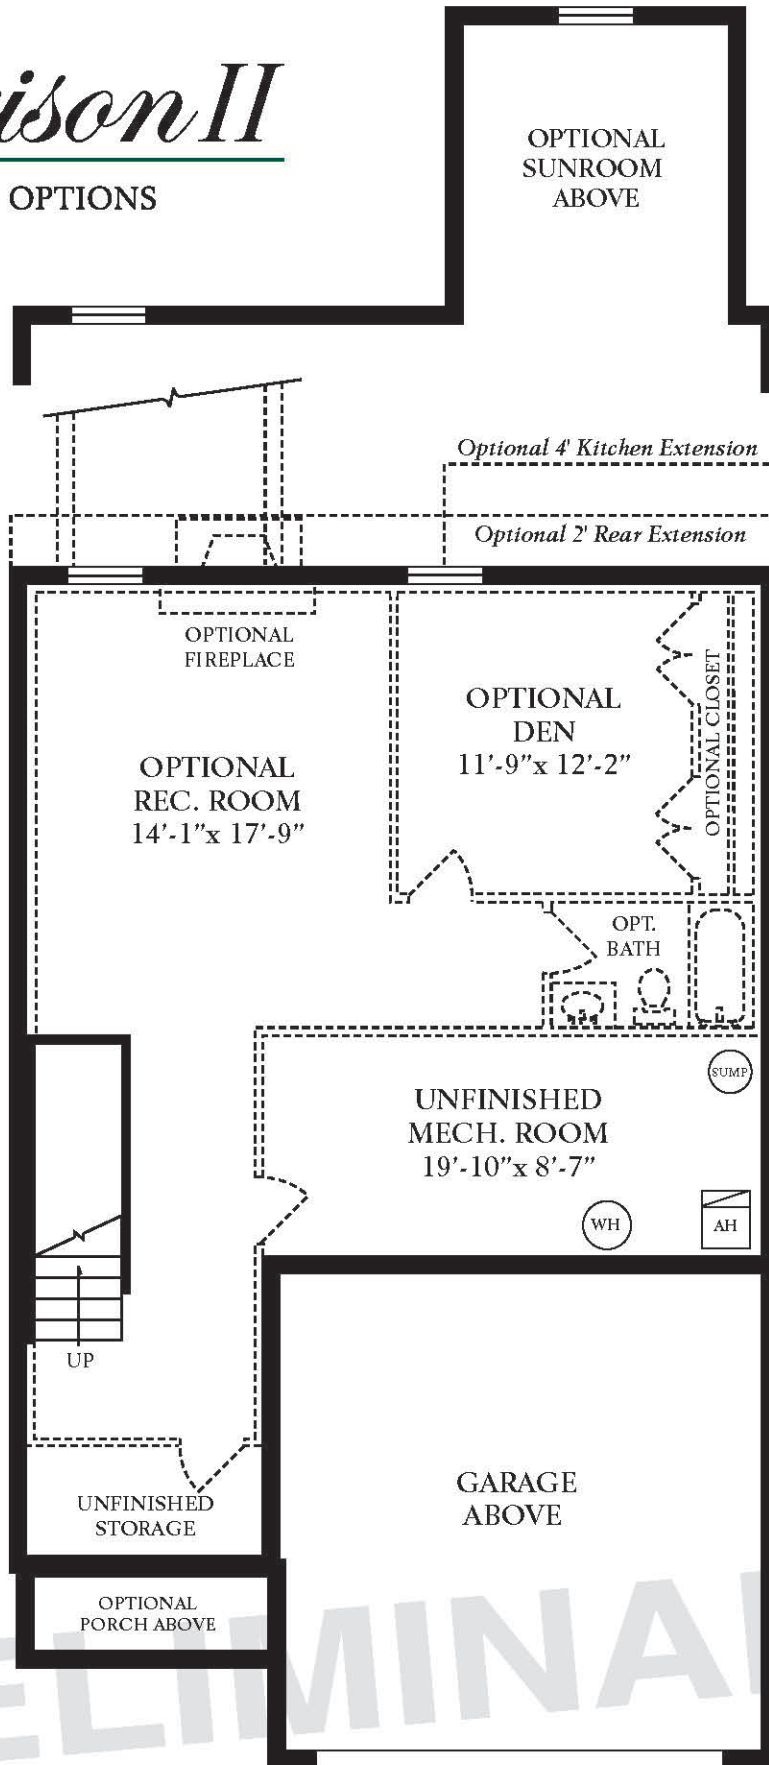 II
OPTIONS
OPTIONAL
SUNROOM
ABOVE
Optional 4' Kitchen Extension
Optional 2' Rear Extension
OPTIONAL
FIREPLACE
OPTIONAL
DEN
11'-9"x 12'-2"
OPTIONAL CLOSET
OPTIONAL
REC. ROOM
14'-1"x 17'-9"
OPT.
BATH
SUMP
UNFINISHED
MECH. ROOM
19'-10"x 8'-7"
WH
AH
UP
UNFINISHED
STORAGE
GARAGE
ABOVE
OPTIONAL
PORCH ABOVE